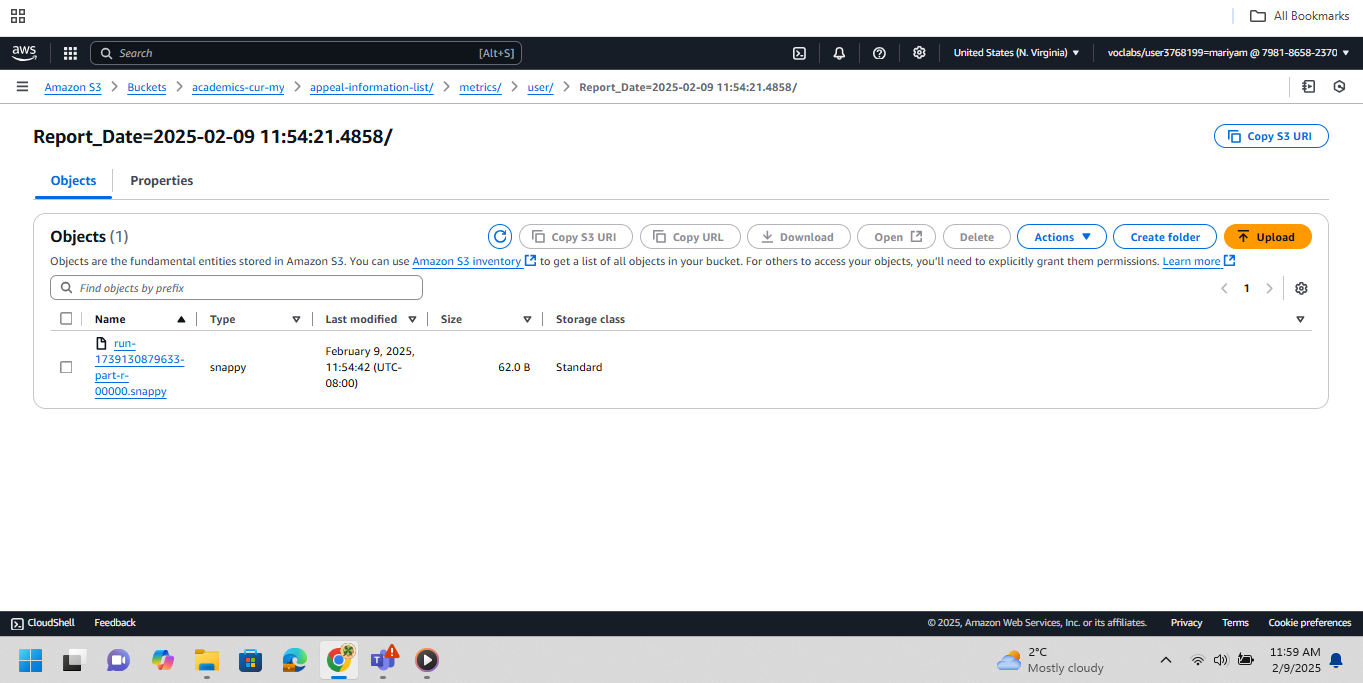 All Bookmarks
aws
Search
[Alt+S]
United States (N. Virginia)
voclabs/user3768199=mariyam @ 7981-8658-2370
Amazon S3
Buckets
academics-cur-my
appeal-information-list/
metrics/
user/
Report_Date=2025-02-09 11:54:21.4858/
Report_Date=2025-02-09 11:54:21.4858/
Copy S3 URI
Objects
Properties
Objects (1)
Copy S3 URI
Copy URL
Download
Open
Delete
Actions
Create folder
Upload
Objects are the fundamental entities stored in Amazon S3. You can use Amazon S3 inventory to get a list of all objects in your bucket. For others to access your objects, you'll need to explicitly grant them permissions. Learn more
Find objects by prefix
1
Name
Type
Last modified
Size
Storage class
run-
1739130879633-
part-r-
00000.snappy
snappy
February 9, 2025,
11:54:42 (UTC-
08:00)
62.0 B
Standard
CloudShell
Feedback
© 2025, Amazon Web Services, Inc. or its affiliates.
Privacy
Terms
Cookie preferences
2°C
Mostly cloudy
11:59 AM
2/9/2025